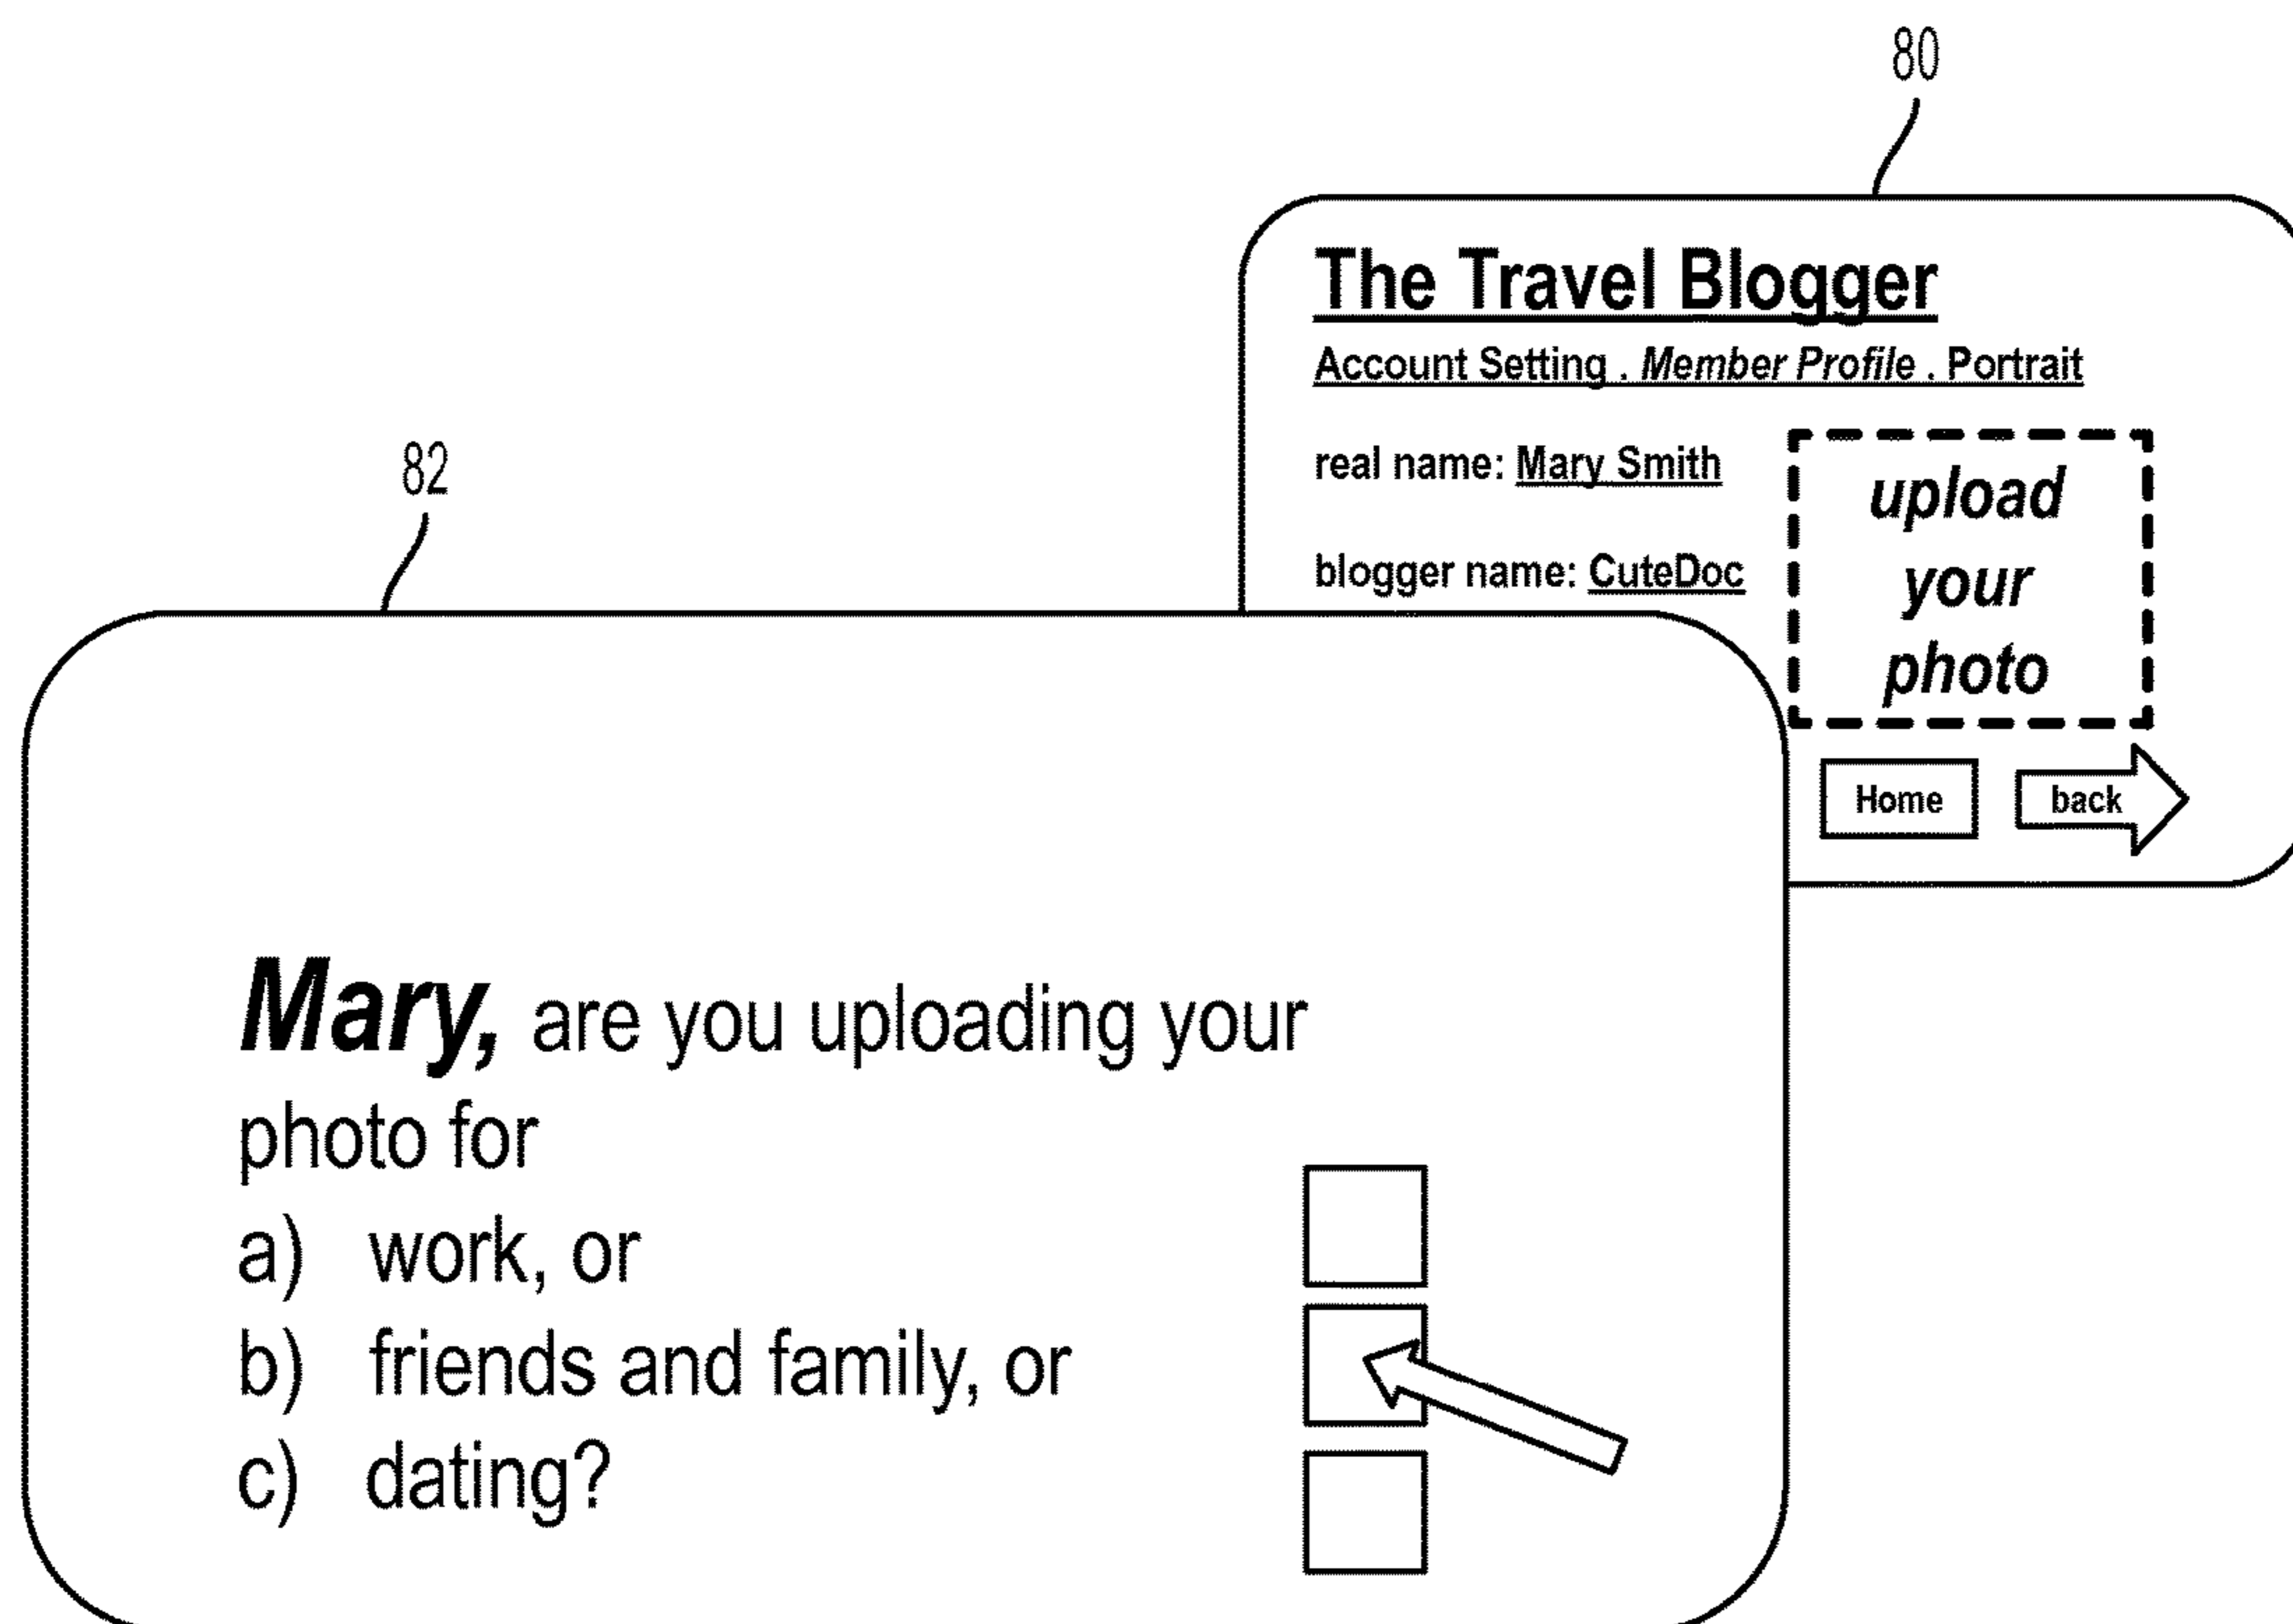 80
The Travel Blogger
Account Setting . Member Profile . Portrait
real name: Mary Smith
blogger name: CuteDoc
upload
your
photo
Home
back
82
Mary, are you uploading your
photo for
a) work, or
b) friends and family, or
c) dating?